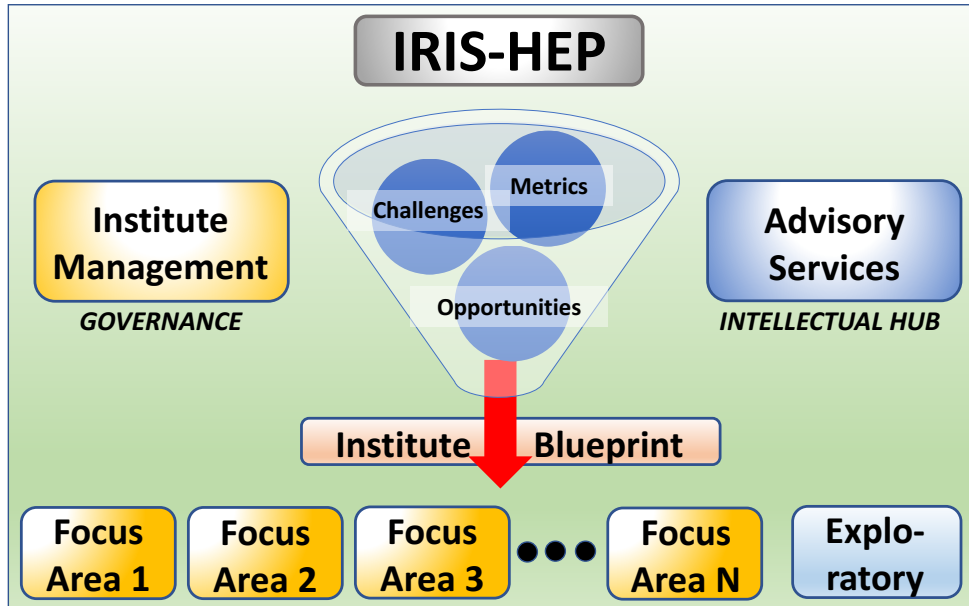 IRIS-HEP
Institute
Management
GOVERNANCE
Challenges
Metrics
Opportunities
Advisory
Services
INTELLECTUAL HUB
Institute Blueprint
Focus
Area 1
Focus
Area 2
Focus
Area 3
Focus
Area N
Explo-
ratory